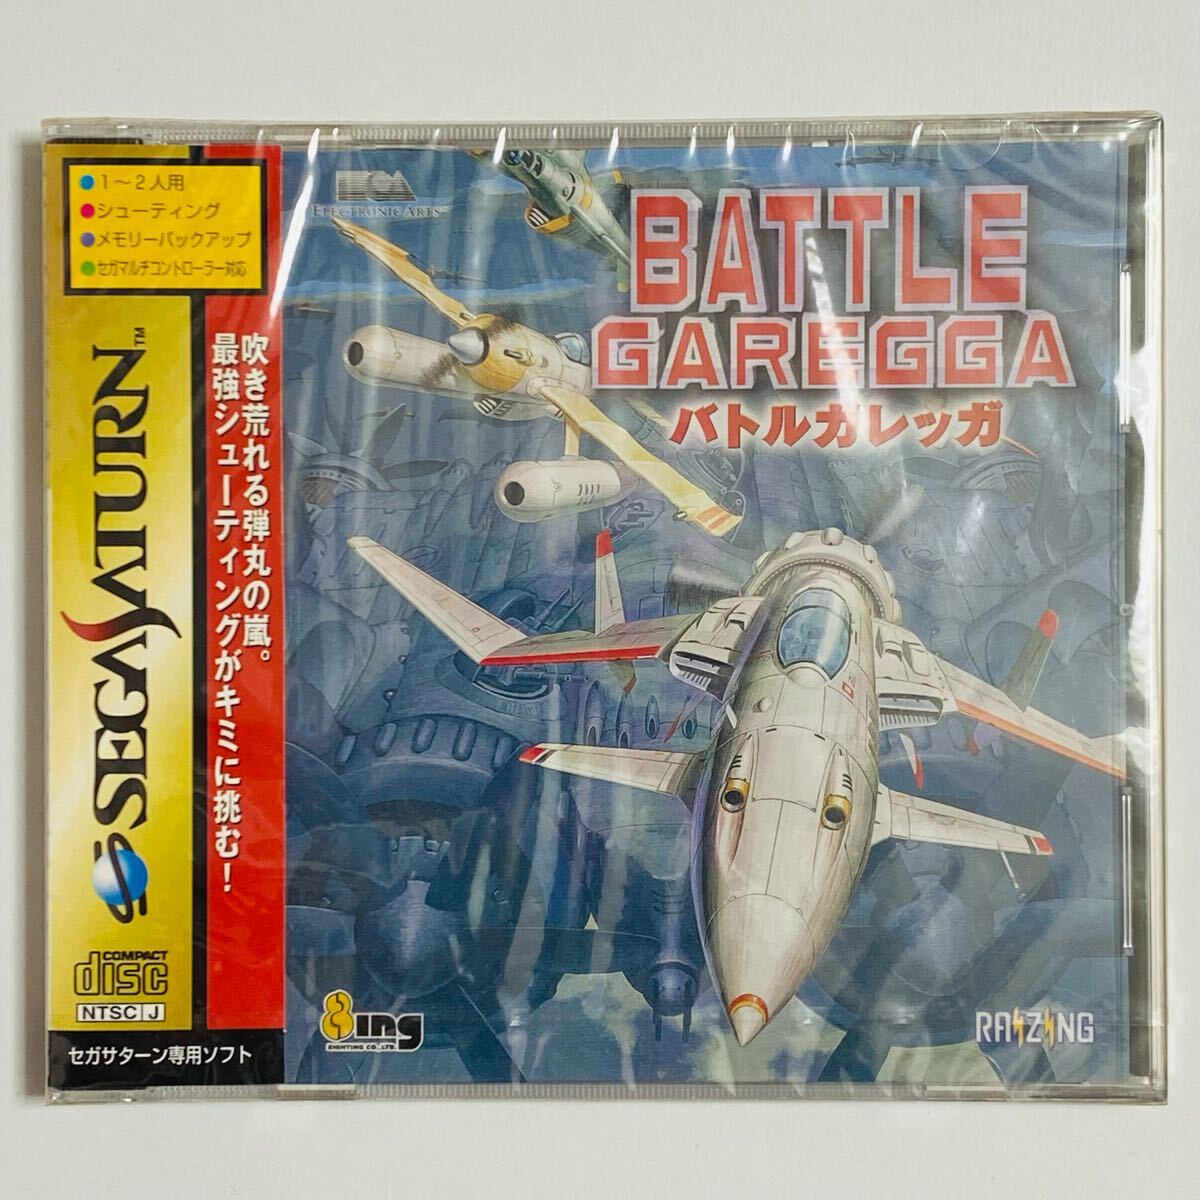 1〜2人用
シューティング
メモリーバックアップ
セガマルチコントローラー対応
SEGA SATURN™
吹き荒れる弾丸の嵐。
最強シューティングがキミに挑む!
COMPACT
disc
NTSC J
セガサターン専用ソフト
ELECTRONIC ARTS™
BATTLE
GAREGGA
バトルガレッガ
8ing
EIGHTING CO.,LTD.
RAIZING